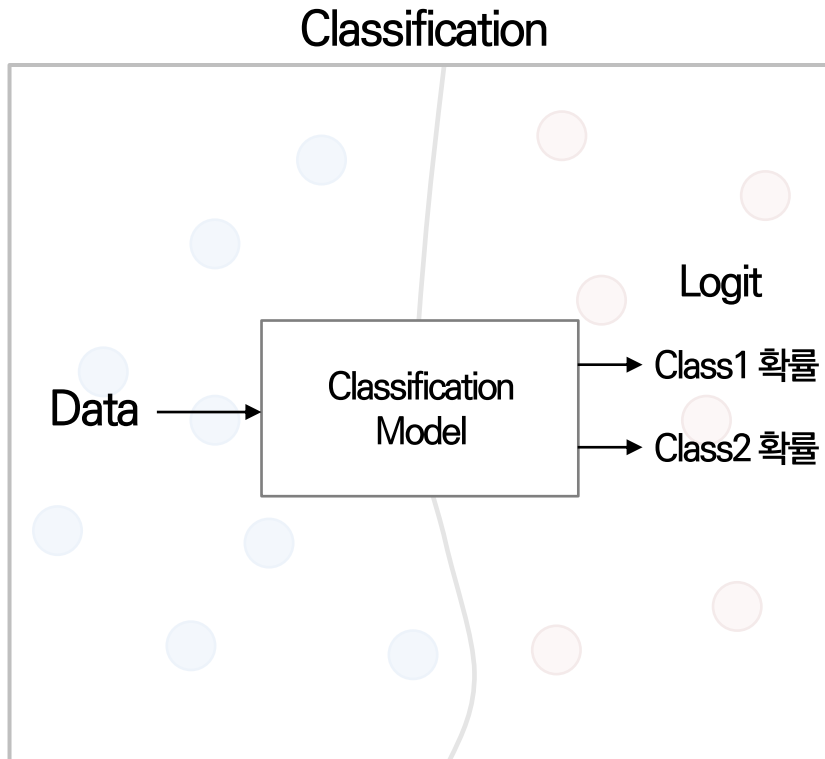 Classification
Logit
Class1 확률
Classification
Model
Data
Class2 확률